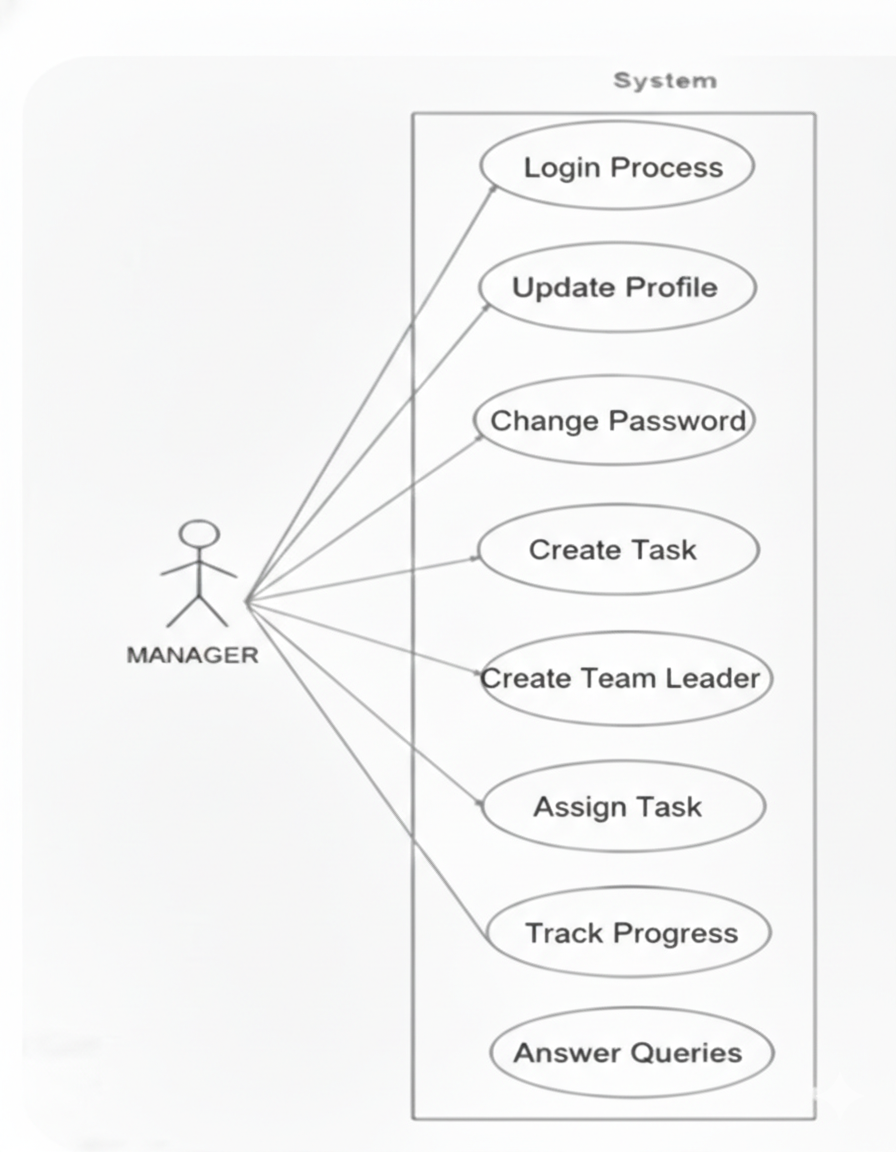 System
Login Process
Update Profile
Change Password
Create Task
Create Team Leader
Assign Task
Track Progress
Answer Queries
MANAGER